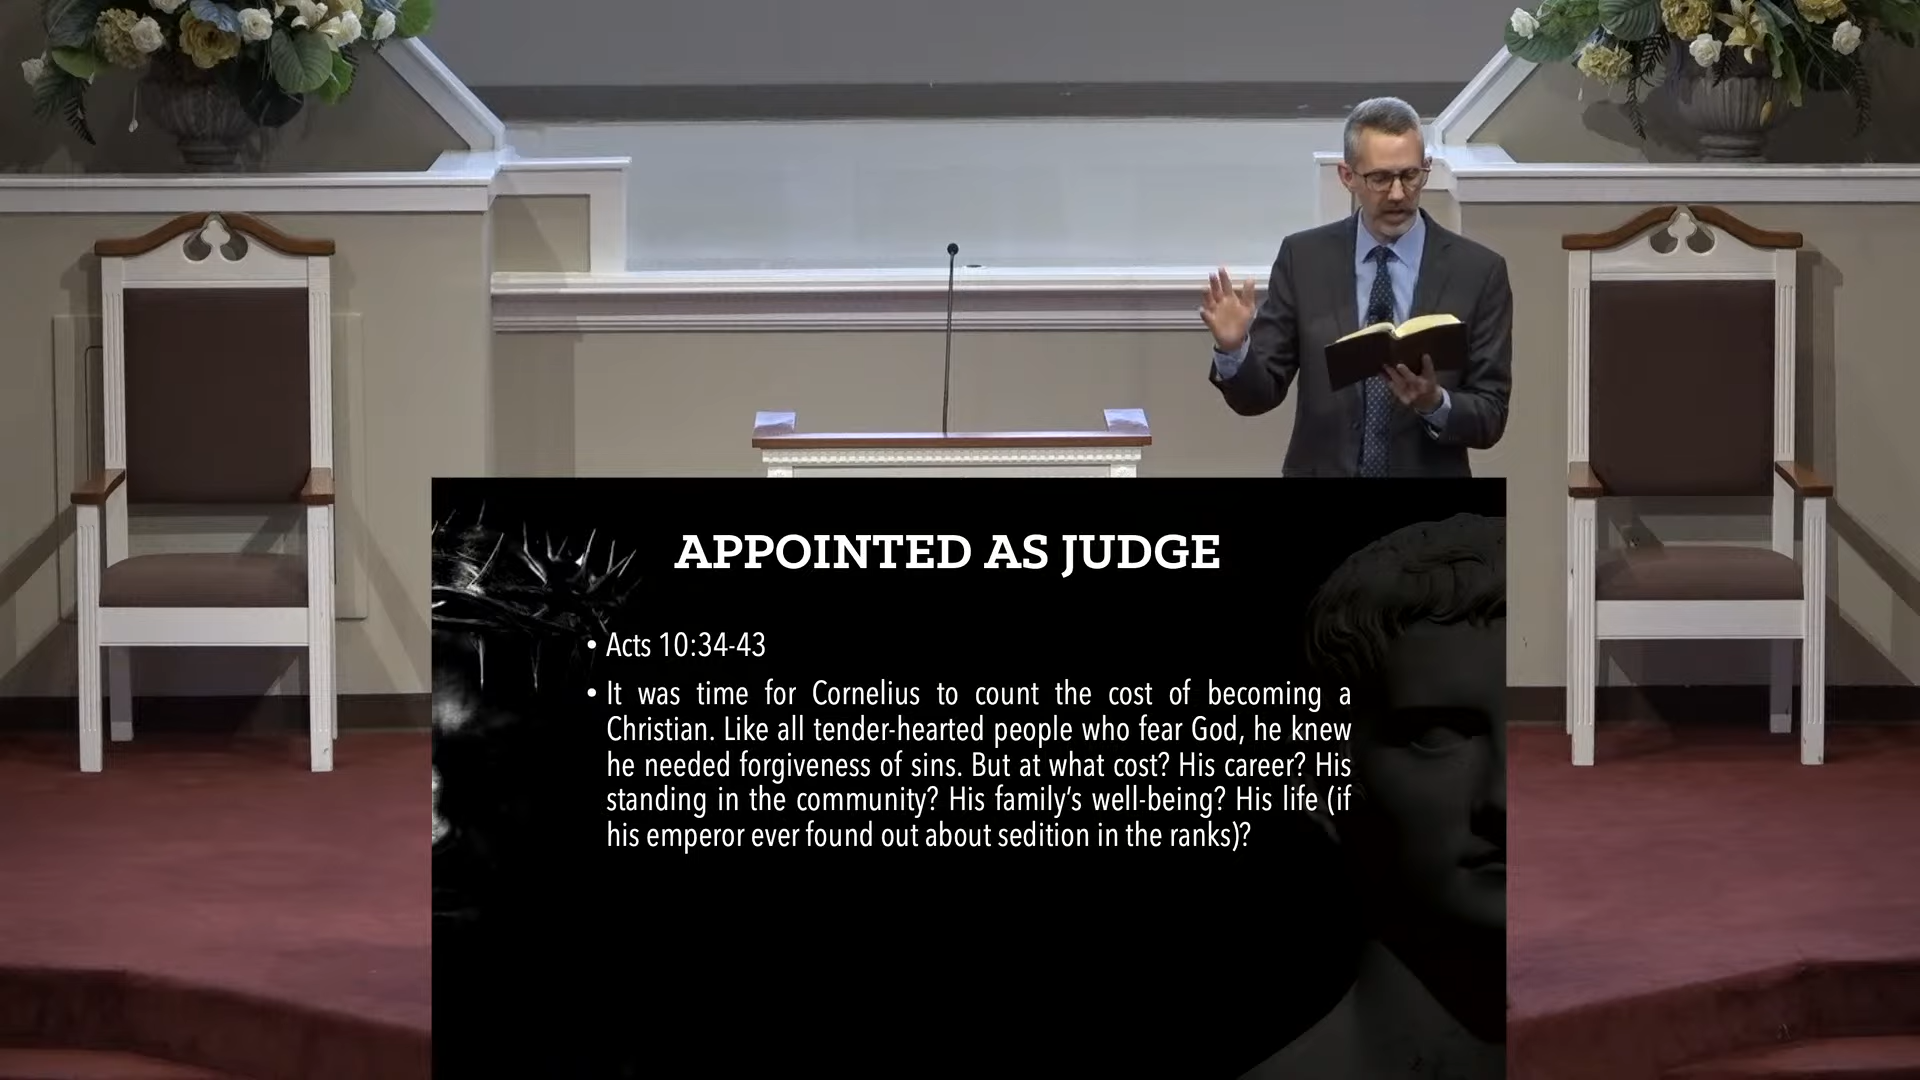 APPOINTED AS JUDGE
• Acts 10:34-43
• It was time for Cornelius to count the cost of becoming a
Christian. Like all tender-hearted people who fear God, he knew
he needed forgiveness of sins. But at what cost? His career? His
standing in the community? His family’s well-being? His life (if
his emperor ever found out about sedition in the ranks)?